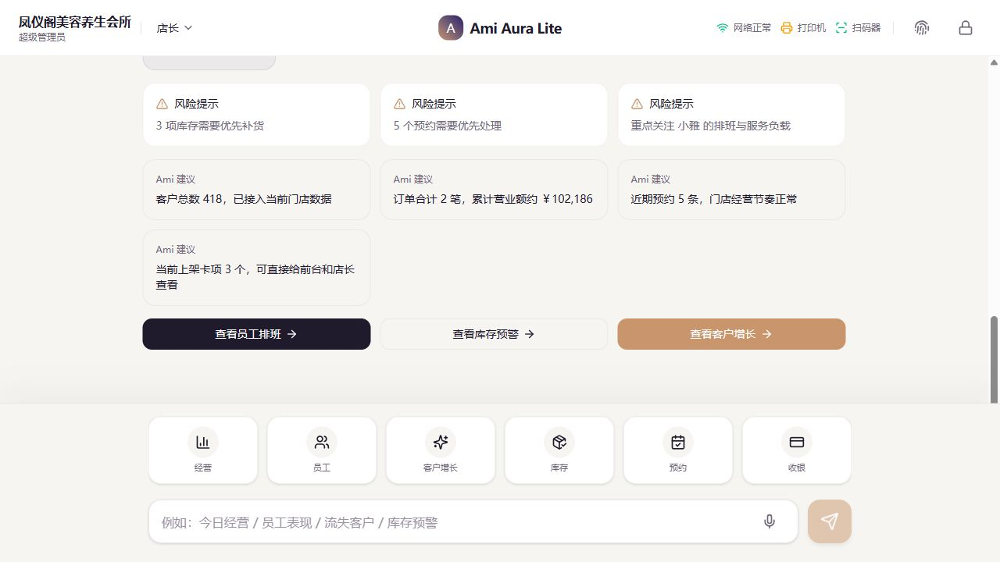 凤仪阁美容养生会所
超级管理员
店长
A
Ami Aura Lite
网络正常
打印机
扫码器
风险提示
3 项库存需要优先补货
风险提示
5 个预约需要优先处理
风险提示
重点关注 小雅 的排班与服务负载
Ami 建议
客户总数 418，已接入当前门店数据
Ami 建议
订单合计 2 笔，累计营业额约 ￥102,186
Ami 建议
近期预约 5 条，门店经营节奏正常
Ami 建议
当前上架卡项 3 个，可直接给前台和店长
查看
查看员工排班 →
查看库存预警 →
查看客户增长 →
经营
员工
客户增长
库存
预约
收银
例如：今日经营 / 员工表现 / 流失客户 / 库存预警